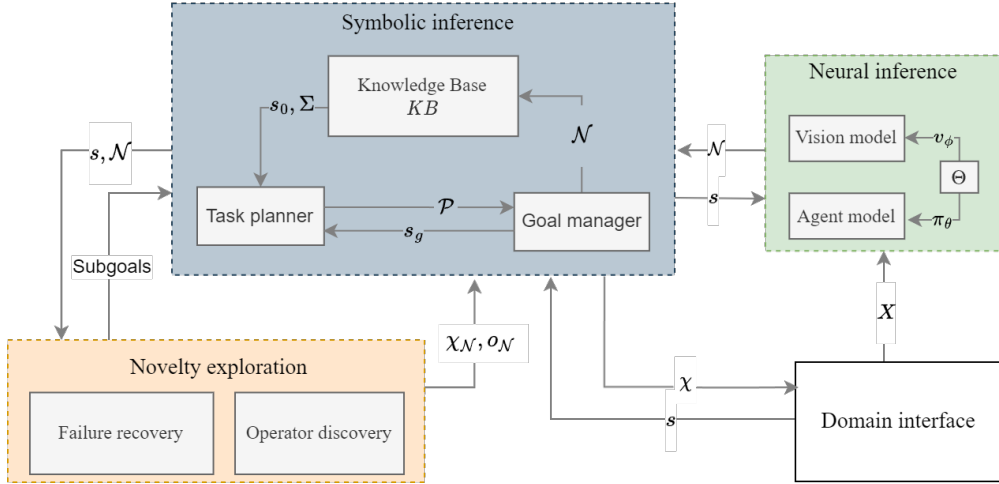 Symbolic inference
Knowledge Base
KB
s₀, Σ
𝒩
Task planner
𝒫
s_g
Goal manager
Neural inference
Vision model
v_ϕ
Θ
Agent model
π_θ
s, 𝒩
𝒩
s
Subgoals
X
Novelty exploration
Failure recovery
Operator discovery
χ_𝒩, o_𝒩
χ
s
Domain interface